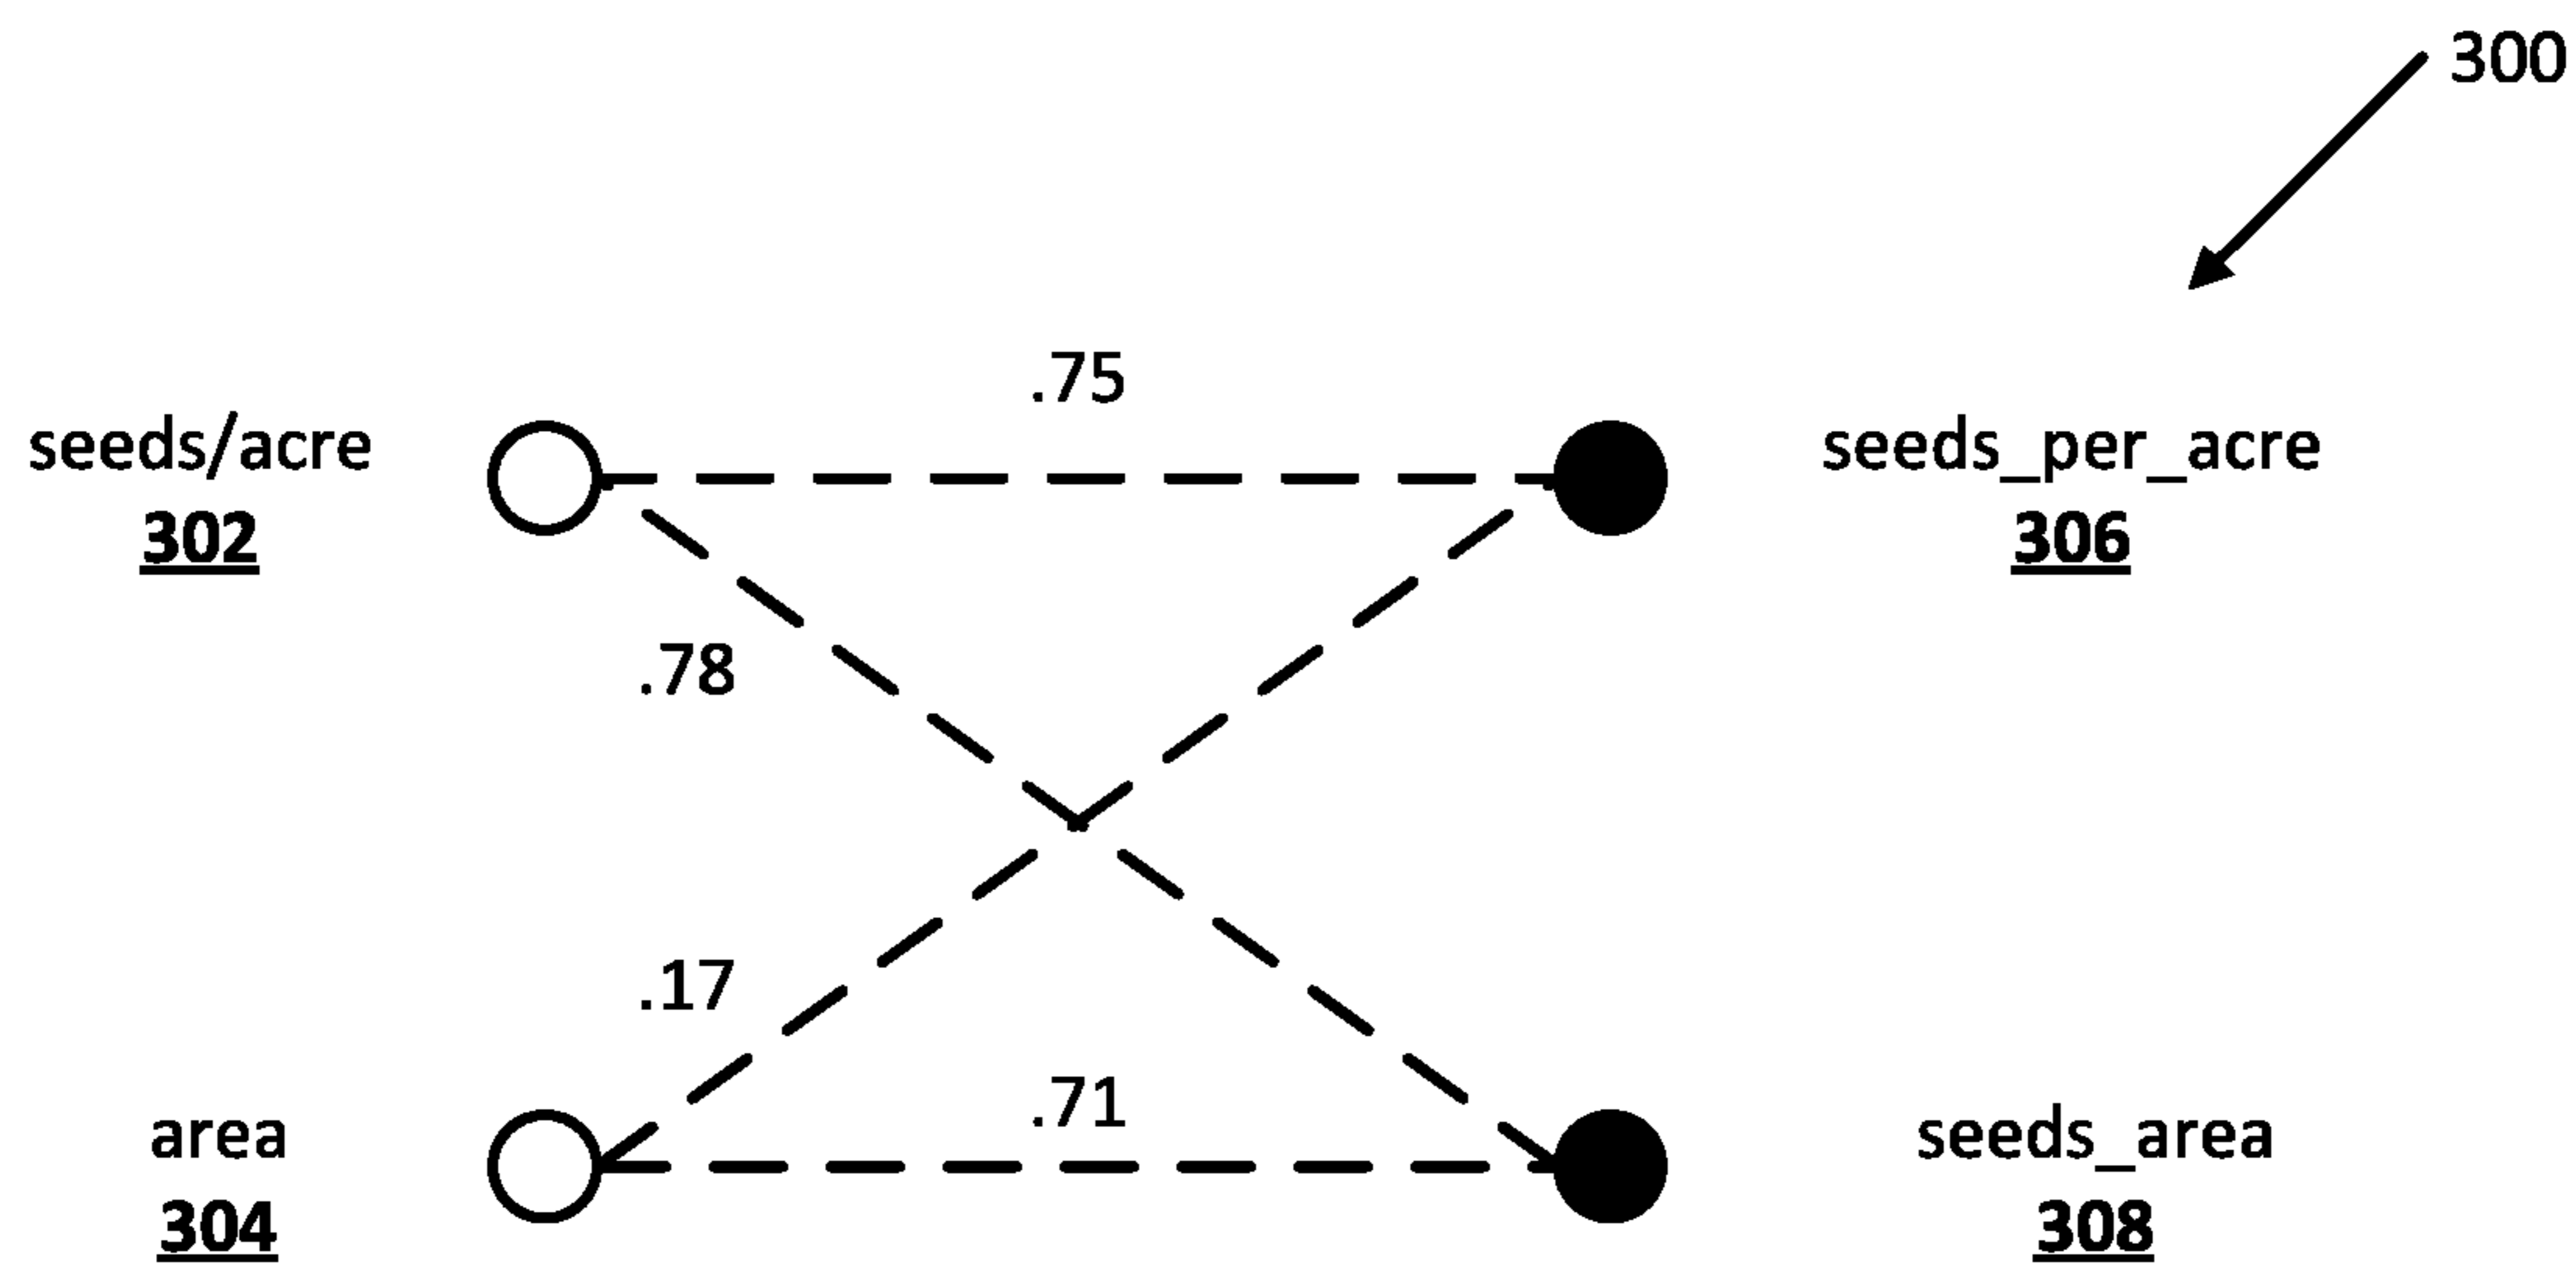 300
.75
seeds/acre
302
seeds_per_acre
306
.78
.17
.71
area
304
seeds_area
308